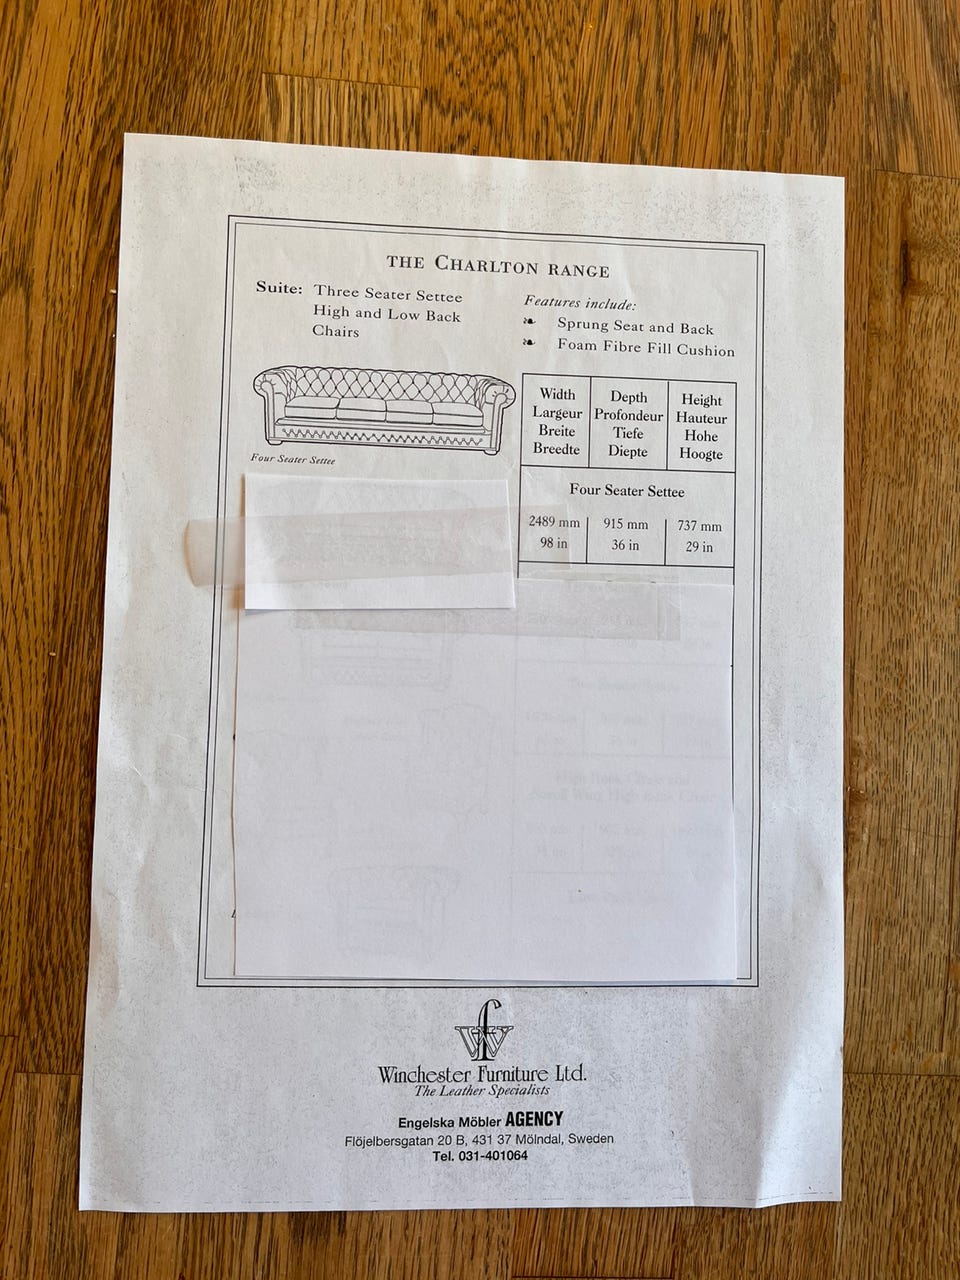 THE CHARLTON RANGE
Suite: Three Seater Settee
High and Low Back
Chairs
Features include:
Sprung Seat and Back
Foam Fibre Fill Cushion
Four Seater Settee
Width Depth Height
Largeur Profondeur Hauteur
Breite Tiefe Hohe
Breedte Diepte Hoogte
Four Seater Settee
2489 mm 915 mm 737 mm
98 in 36 in 29 in
Winchester Furniture Ltd.
The Leather Specialists
Engelska Möbler AGENCY
Flöjelbersgatan 20 B, 431 37 Mölndal, Sweden
Tel. 031-401064